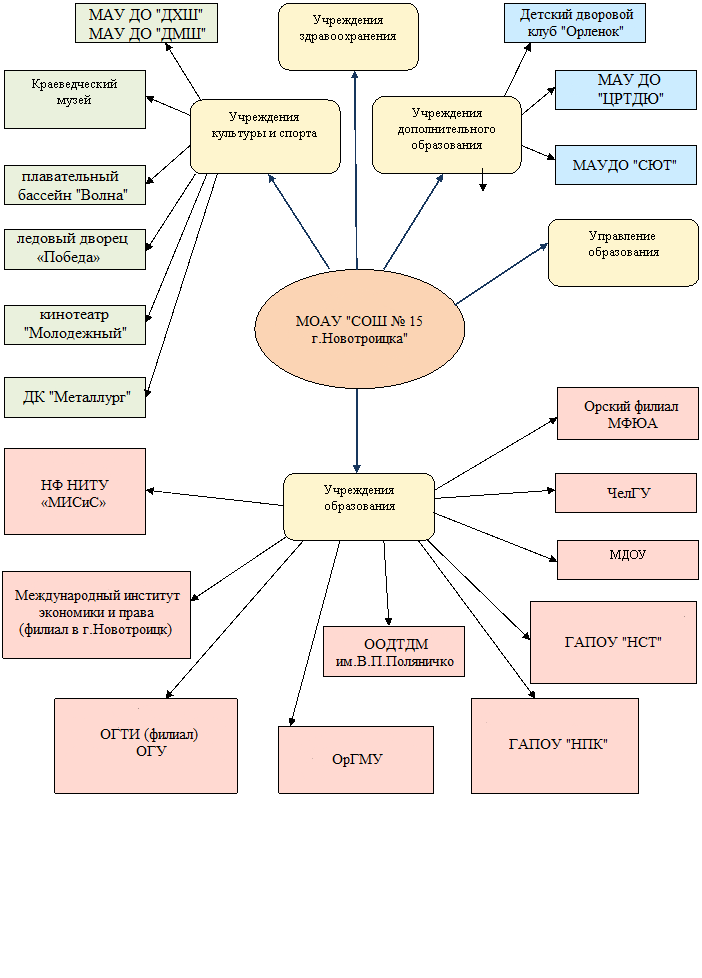 МАУ ДО "ДХШ"
МАУ ДО "ДМШ"
Учреждения
здравоохранения
Детский дворовой
клуб "Орленок"
Краеведческий
музей
Учреждения
культуры и спорта
Учреждения
дополнительного
образования
МАУ ДО
"ЦРТДЮ"
плавательный
бассейн "Волна"
МАУДО "СЮТ"
ледовый дворец
«Победа»
Управление
образования
кинотеатр
"Молодежный"
МОАУ "СОШ № 15
г.Новотроицка"
ДК "Металлург"
Орский филиал
МФЮА
НФ НИТУ
«МИСиС»
Учреждения
образования
ЧелГУ
МДОУ
Международный институт
экономики и права
(филиал в г.Новотроицк)
ООДТДМ
им.В.П.Поляничко
ГАПОУ "НСТ"
ОГТИ (филиал)
ОГУ
ОрГМУ
ГАПОУ "НПК"